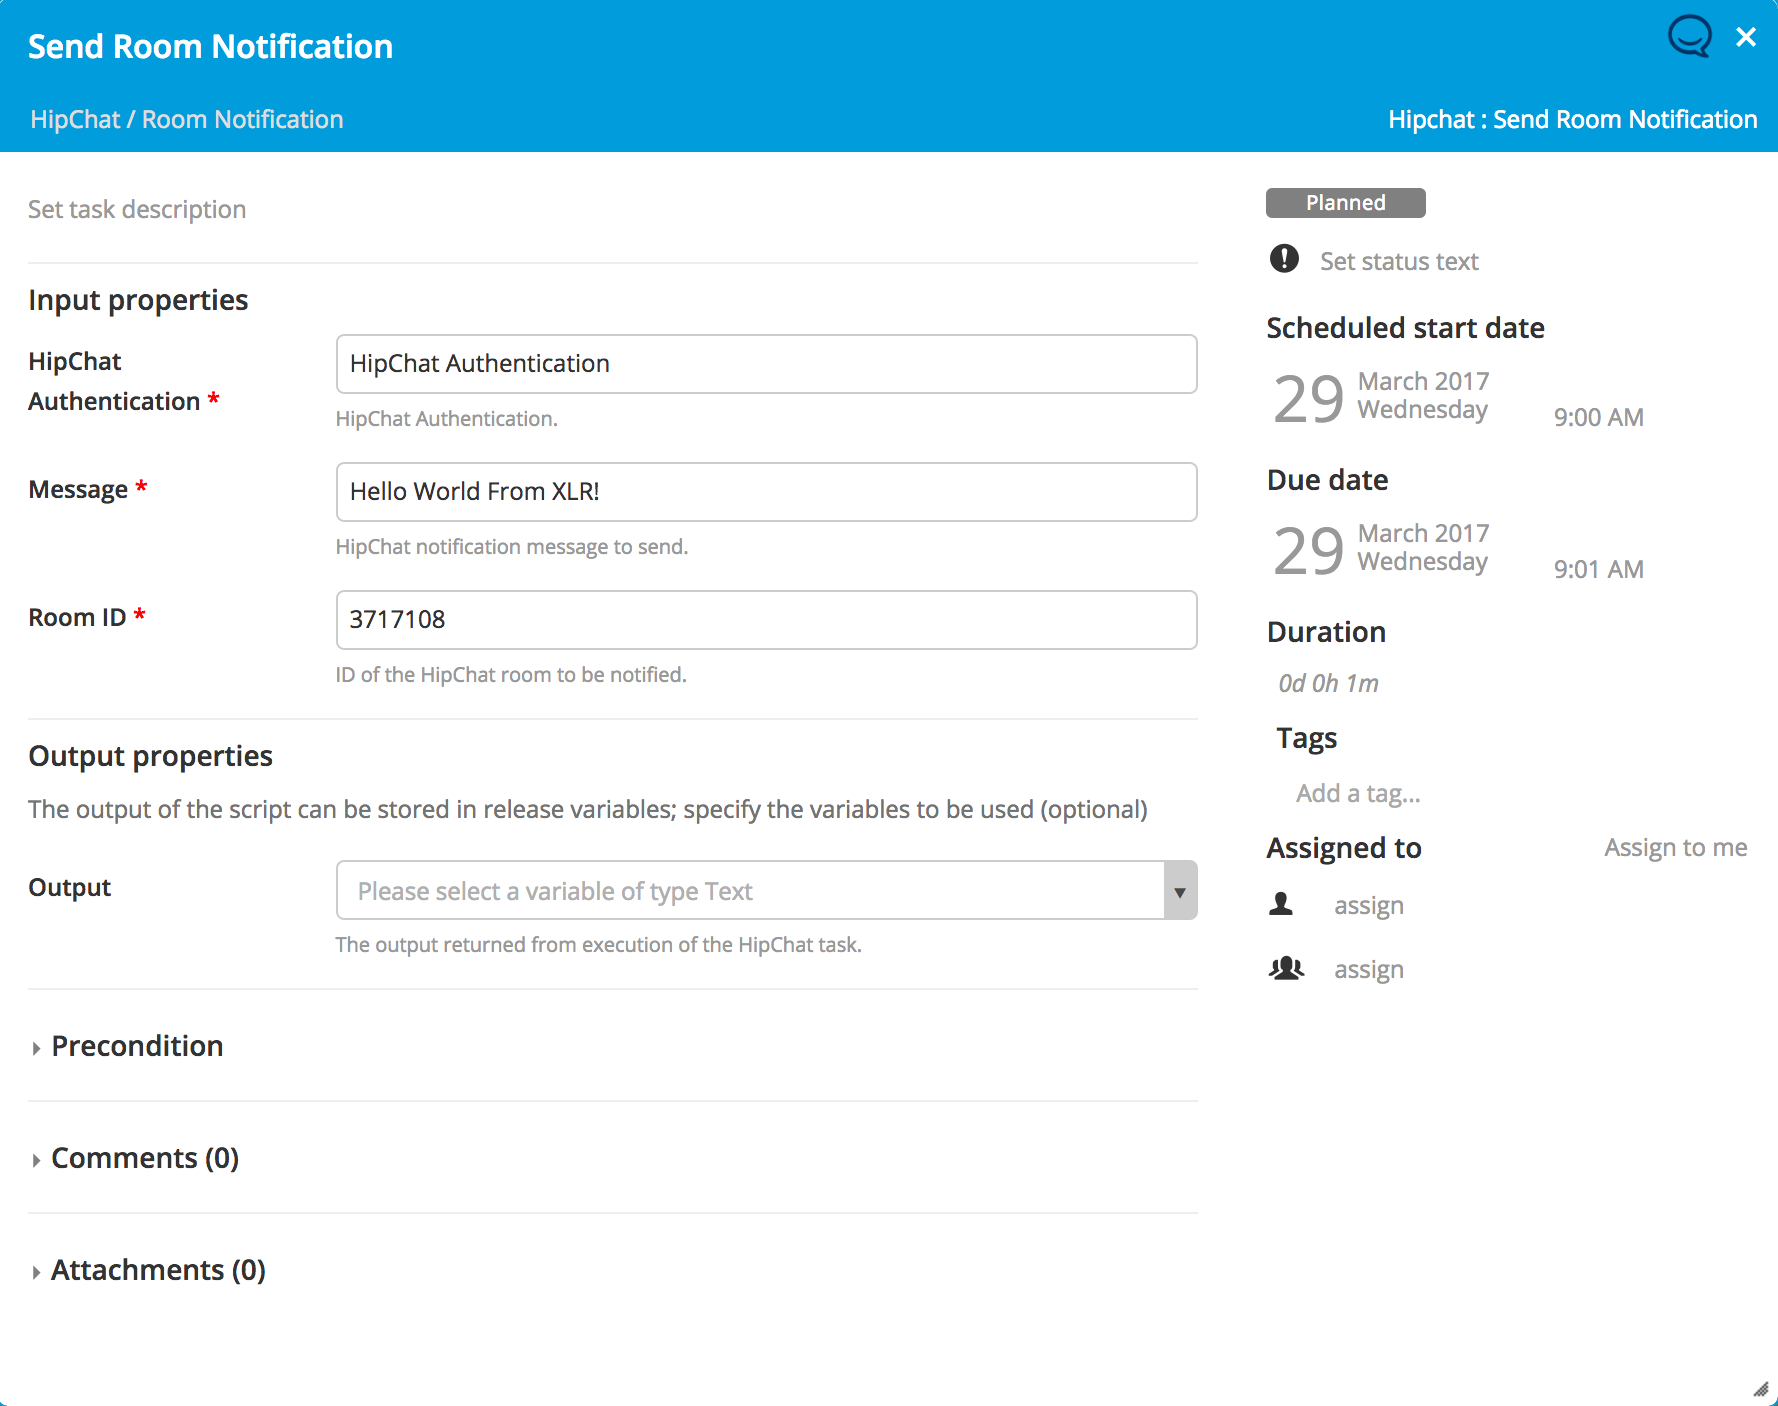 Send Room Notification
HipChat / Room Notification
Hipchat : Send Room Notification
Set task description
Input properties
HipChat
Authentication *
HipChat Authentication
HipChat Authentication.
Message *
Hello World From XLR!
HipChat notification message to send.
Room ID *
3717108
ID of the HipChat room to be notified.
Output properties
The output of the script can be stored in release variables; specify the variables to be used (optional)
Output
Please select a variable of type Text
The output returned from execution of the HipChat task.
Precondition
Comments (0)
Attachments (0)
Planned
Set status text
Scheduled start date
29 March 2017
Wednesday
9:00 AM
Due date
29 March 2017
Wednesday
9:01 AM
Duration
0d 0h 1m
Tags
Add a tag...
Assigned to
Assign to me
assign
assign